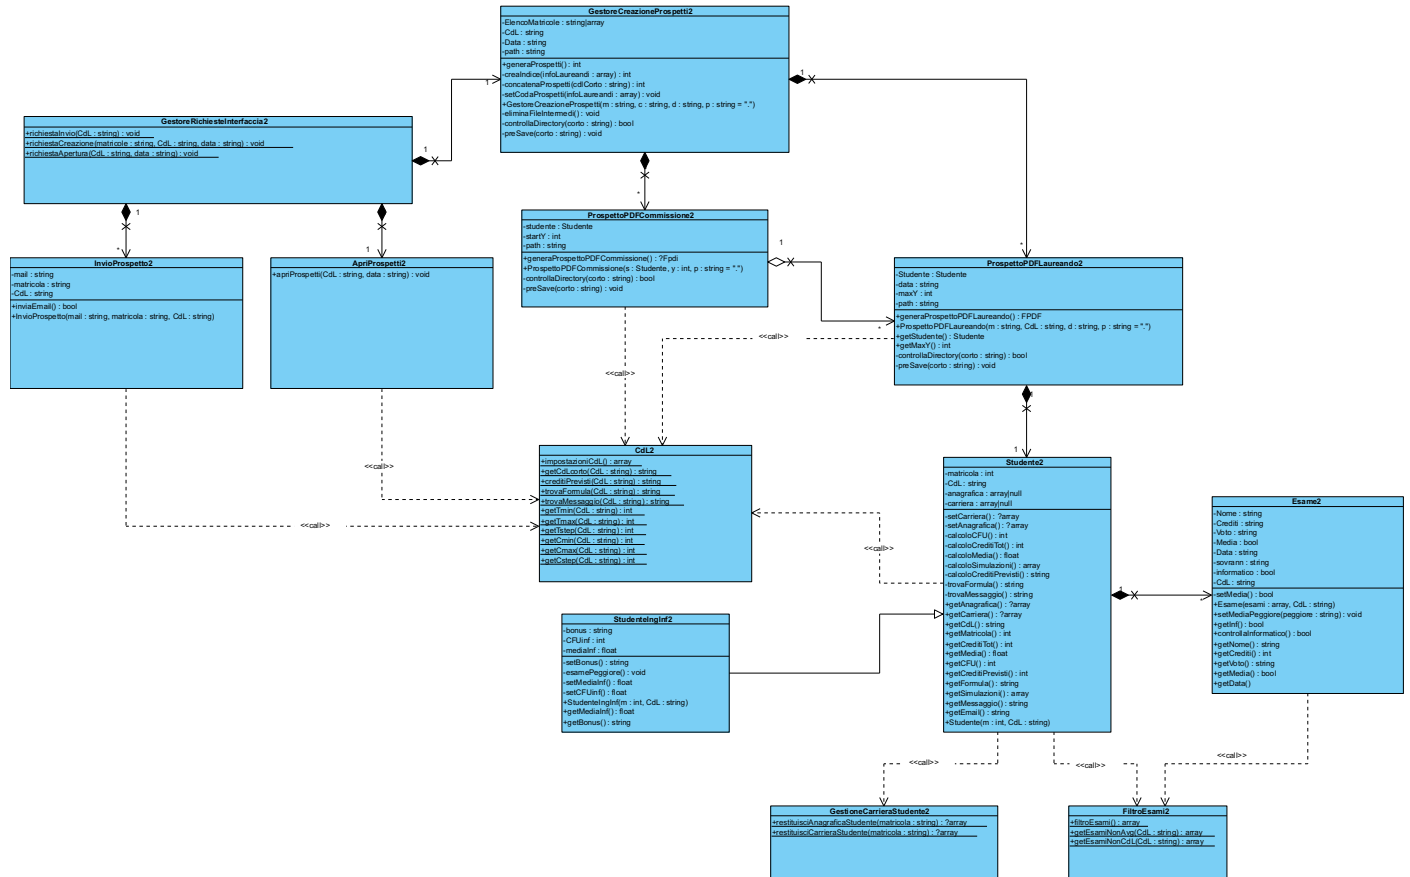 GestoreCreazioneProspetti2
-ElencoMatricole : string|array
-CdL : string
-Data : string
-path : string
+generaProspetti() : int
-creaIndice(infoLaureandi : array) : int
-concatenaProspetti(cdlCorto : string) : int
-setCodaProspetti(infoLaureandi : array) : void
+GestoreCreazioneProspetti(m : string, c : string, d : string, p : string = ".")
-eliminaFileIntermedi() : void
-controllaDirectory(corto : string) : bool
-preSave(corto : string) : void
1
1
GestoreRichiesteInterfaccia2
+richiestaInvio(CdL : string) : void
+richiestaCreazione(matricole : string, CdL : string, data : string) : void
+richiestaApertura(CdL : string, data : string) : void
1
1
*
1
*
*
InvioProspetto2
-mail : string
-matricola : string
-CdL : string
+inviaEmail() : bool
+InvioProspetto(mail : string, matricola : string, CdL : string)
ApriProspetti2
+apriProspetti(CdL : string, data : string) : void
ProspettoPDFCommissione2
-studente : Studente
-startY : int
-path : string
+generaProspettoPDFCommissione() : ?Fpdi
+ProspettoPDFCommissione(s : Studente, y : int, p : string = ".")
-controllaDirectory(corto : string) : bool
-preSave(corto : string) : void
1
*
ProspettoPDFLaureando2
-Studente : Studente
-data : string
-maxY : int
-path : string
+generaProspettoPDFLaureando() : FPDF
+ProspettoPDFLaureando(m : string, CdL : string, d : string, p : string = ".")
+getStudente() : Studente
+getMaxY() : int
-controllaDirectory(corto : string) : bool
-preSave(corto : string) : void
<<call>>
<<call>>
<<call>>
<<call>>
<<call>>
1
CdL2
+impostazioniCdL() : array
+getCdLcorto(CdL : string) : string
+creditiPrevisti(CdL : string) : string
+trovaFormula(CdL : string) : string
+trovaMessaggio(CdL : string) : string
+getTmin(CdL : string) : int
+getTmax(CdL : string) : int
+getTstep(CdL : string) : int
+getCmin(CdL : string) : int
+getCmax(CdL : string) : int
+getCstep(CdL : string) : int
Studente2
-matricola : int
-CdL : string
-anagrafica : array|null
-carriera : array|null
-setCarriera() : ?array
-setAnagrafica() : ?array
-calcoloCFU() : int
-calcoloCreditiTot() : int
-calcoloMedia() : float
-calcoloSimulazioni() : array
-calcoloCreditiPrevisti() : string
-trovaFormula() : string
-trovaMessaggio() : string
+getAnagrafica() : ?array
+getCarriera() : ?array
+getCdL() : string
+getMatricola() : int
+getCreditiTot() : int
+getMedia() : float
+getCFU() : int
+getCreditiPrevisti() : int
+getFormula() : string
+getSimulazioni() : array
+getMessaggio() : string
+getEmail() : string
+Studente(m : int, CdL : string)
1
*
Esame2
-Nome : string
-Crediti : string
-Voto : string
-Media : bool
-Data : string
-sovrann : string
-informatico : bool
-CdL : string
-setMedia() : bool
+Esame(esami : array, CdL : string)
+setMediaPeggiore(peggiore : string) : void
+getInf() : bool
+controllaInformatico() : bool
+getNome() : string
+getCrediti() : int
+getVoto() : string
+getMedia() : bool
+getData()
StudenteIngInf2
-bonus : string
-CFUinf : int
-mediaInf : float
-setBonus() : string
-esamePeggiore() : void
-setMediaInf() : float
-setCFUinf() : float
+StudenteIngInf(m : int, CdL : string)
+getMediaInf() : float
+getBonus() : string
<<call>>
<<call>>
<<call>>
GestioneCarrieraStudente2
+restituisciAnagraficaStudente(matricola : string) : ?array
+restituisciCarrieraStudente(matricola : string) : ?array
FiltroEsami2
+filtroEsami() : array
+getEsamiNonAvg(CdL : string) : array
+getEsamiNonCdL(CdL : string) : array